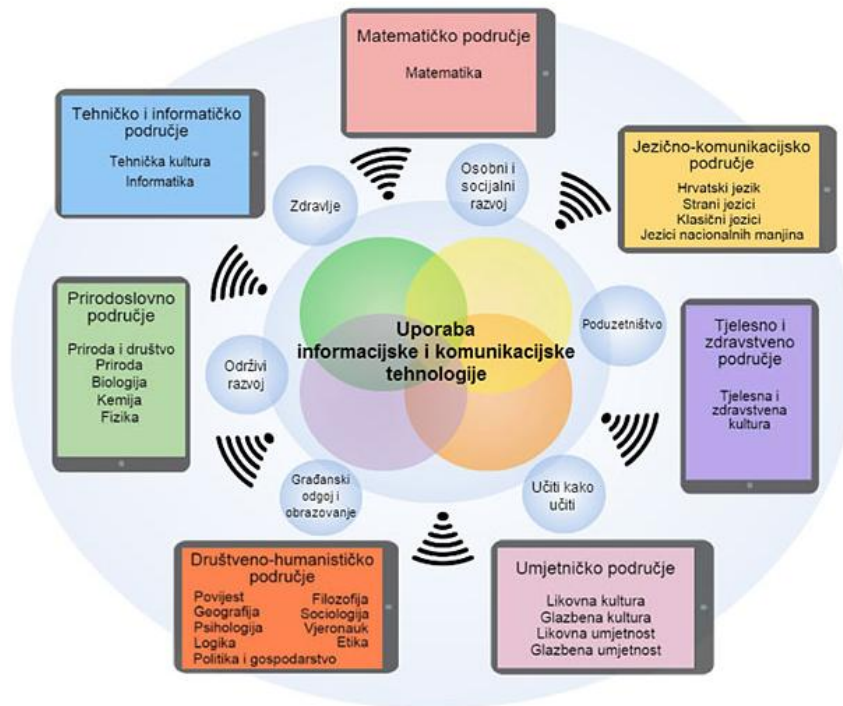 Matematičko područje
Matematika
Tehničko i informatičko
područje
Tehnička kultura
Informatika
Jezično-komunikacijsko
područje
Hrvatski jezik
Strani jezici
Klasični jezici
Jezici nacionalnih manjina
Osobni i
socijalni
razvoj
Zdravlje
Prirodoslovno
područje
Priroda i društvo
Priroda
Biologija
Kemija
Fizika
Održivi
razvoj
Uporaba
informacijske i komunikacijske
tehnologije
Poduzetništvo
Tjelesno i
zdravstveno
područje
Tjelesna i
zdravstvena
kultura
Građanski
odgoj i
obrazovanje
Učiti kako
učiti
Društveno-humanističko
područje
Povijest Filozofija
Geografija Sociologija
Psihologija Vjeronauk
Logika Etika
Politika i gospodarstvo
Umjetničko područje
Likovna kultura
Glazbena kultura
Likovna umjetnost
Glazbena umjetnost